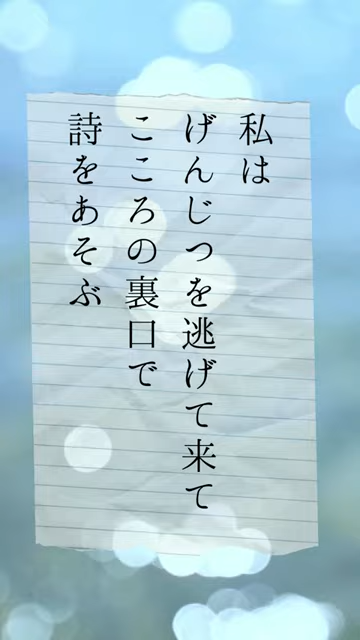 私は
げんじつを逃げて来て
こころの裏口で
詩をあそぶ